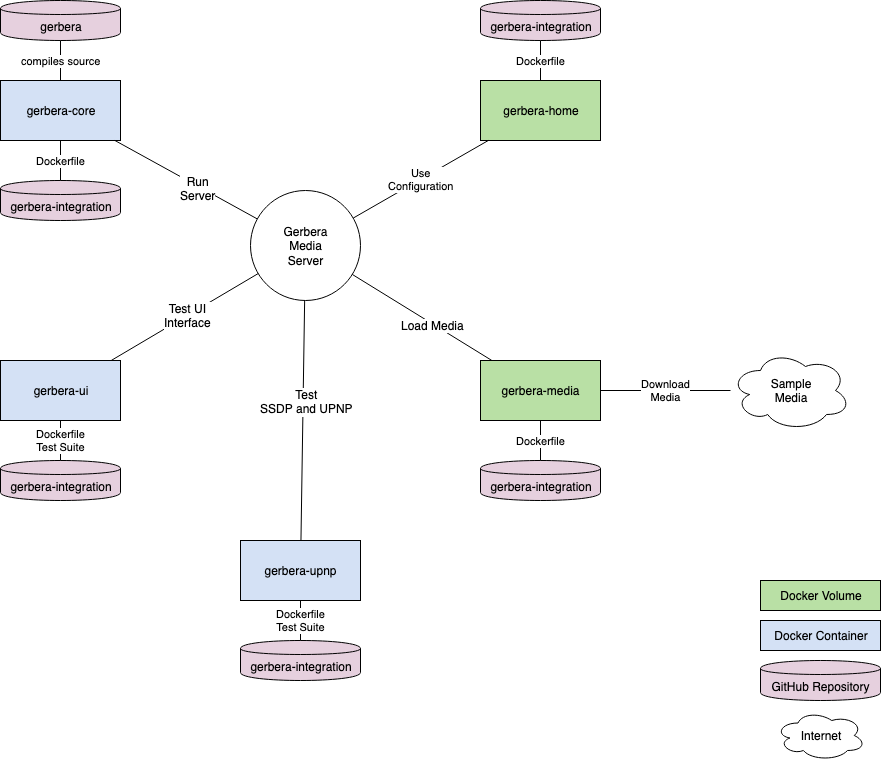 gerbera
compiles source
gerbera-core
Dockerfile
gerbera-integration
gerbera-integration
Dockerfile
gerbera-home
Run
Server
Use
Configuration
Gerbera
Media
Server
Test UI
Interface
Load Media
gerbera-ui
Dockerfile
Test Suite
gerbera-integration
Test
SSDP and UPNP
gerbera-media
Download
Media
Sample
Media
Dockerfile
gerbera-integration
gerbera-upnp
Dockerfile
Test Suite
gerbera-integration
Docker Volume
Docker Container
GitHub Repository
Internet